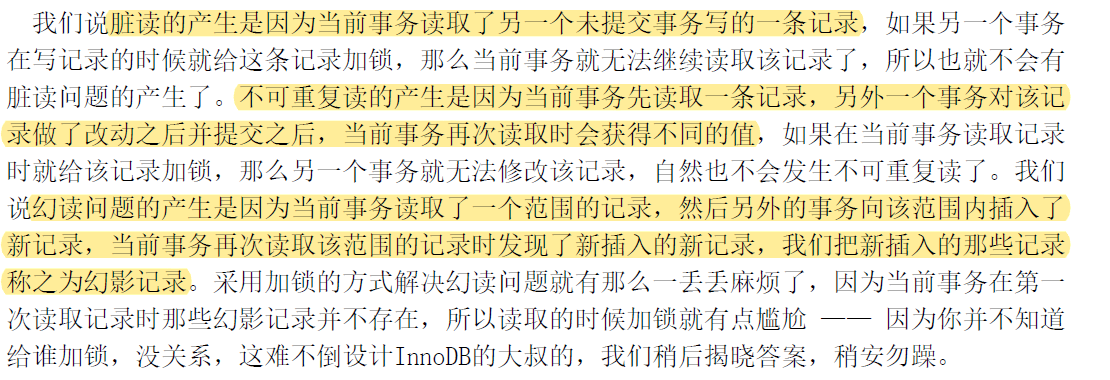 我们说脏读的产生是因为当前事务读取了另一个未提交事务写的一条记录，如果另一个事务
在写记录的时候就给这条记录加锁，那么当前事务就无法继续读取该记录了，所以也就不会有
脏读问题的产生了。不可重复读的产生是因为当前事务先读取一条记录，另外一个事务对该记
录做了改动之后并提交之后，当前事务再次读取时会获得不同的值，如果在当前事务读取记录
时就给该记录加锁，那么另一个事务就无法修改该记录，自然也不会发生不可重复读了。我们
说幻读问题的产生是因为当前事务读取了一个范围的记录，然后另外的事务向该范围内插入了
新记录，当前事务再次读取该范围的记录时发现了新插入的新记录，我们把新插入的那些记录
称之为幻影记录。采用加锁的方式解决幻读问题就有那么一丢丢麻烦了，因为当前事务在第一
次读取记录时那些幻影记录并不存在，所以读取的时候加锁就有点尴尬 —— 因为你并不知道
给谁加锁，没关系，这难不倒设计InnoDB的大叔的，我们稍后揭晓答案，稍安勿躁。